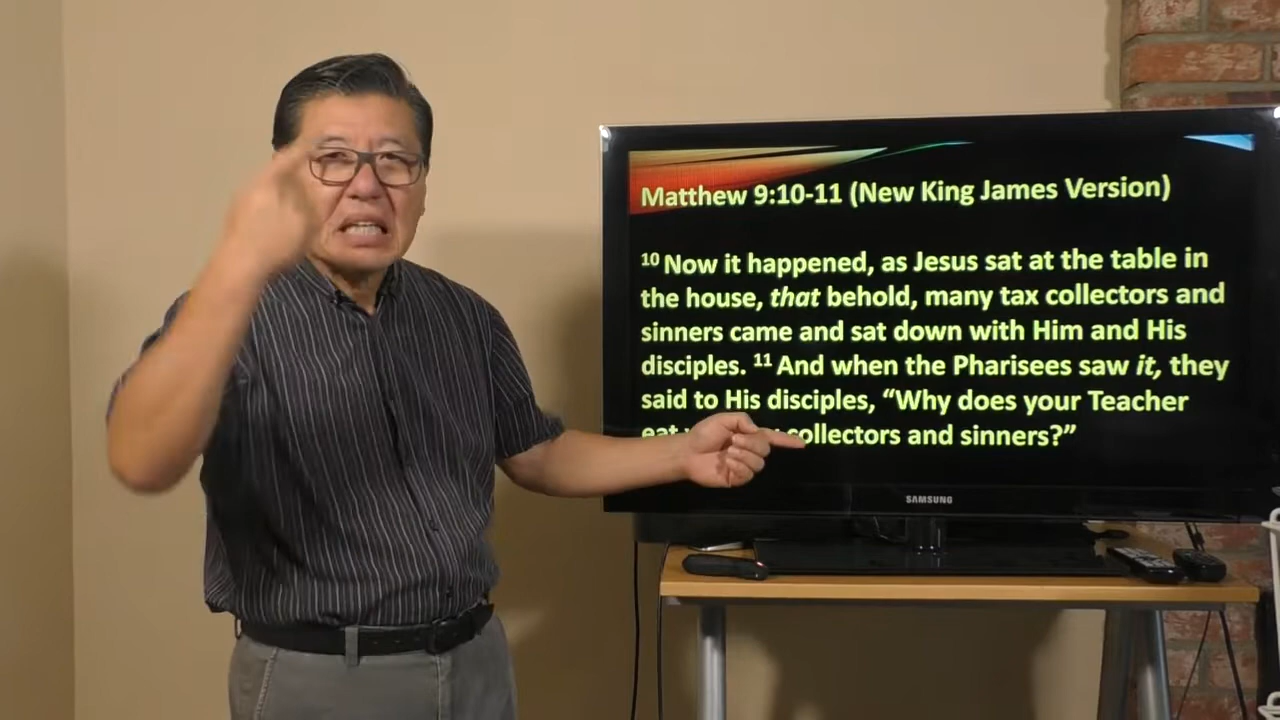 Matthew 9:10-11 (New King James Version)
10 Now it happened, as Jesus sat at the table in
the house, that behold, many tax collectors and
sinners came and sat down with Him and His
disciples. 11 And when the Pharisees saw it, they
said to His disciples, “Why does your Teacher
eat collectors and sinners?”
SAMSUNG